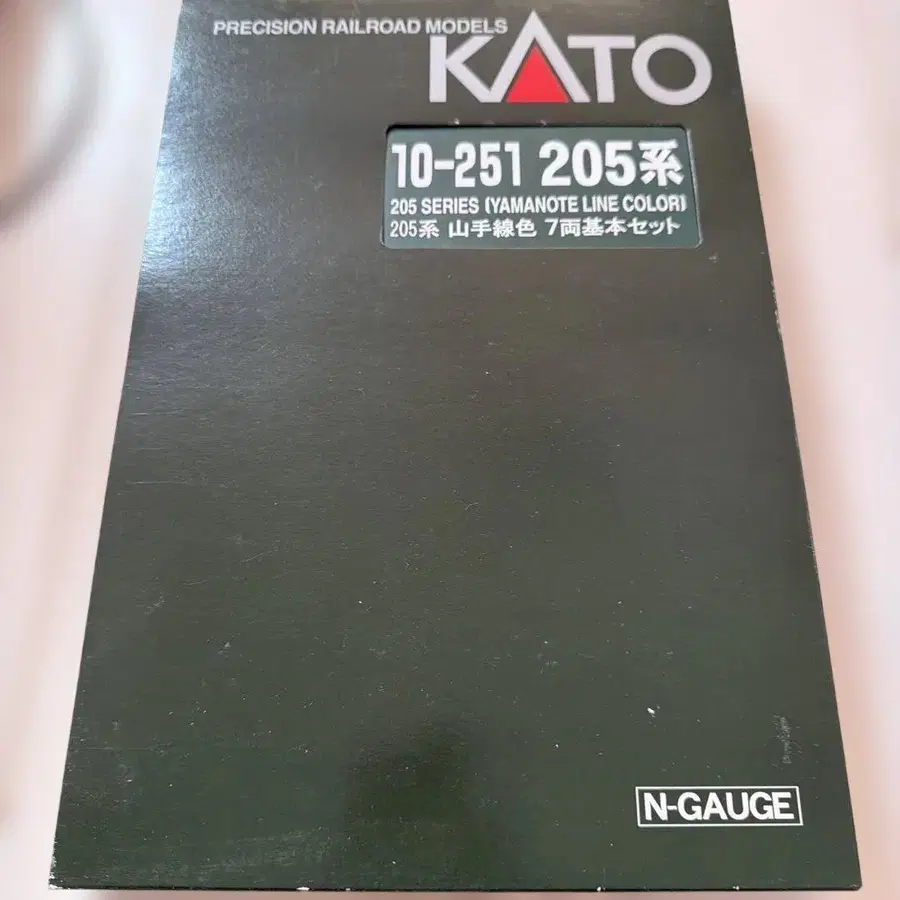 PRECISION RAILROAD MODELS
KATO
10-251 205系
205 SERIES (YAMANOTE LINE COLOR)
205系 山手線色 7両基本セット
N-GAUGE